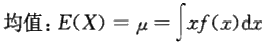 均值:E(X) = μ = ∫xf(x)dx